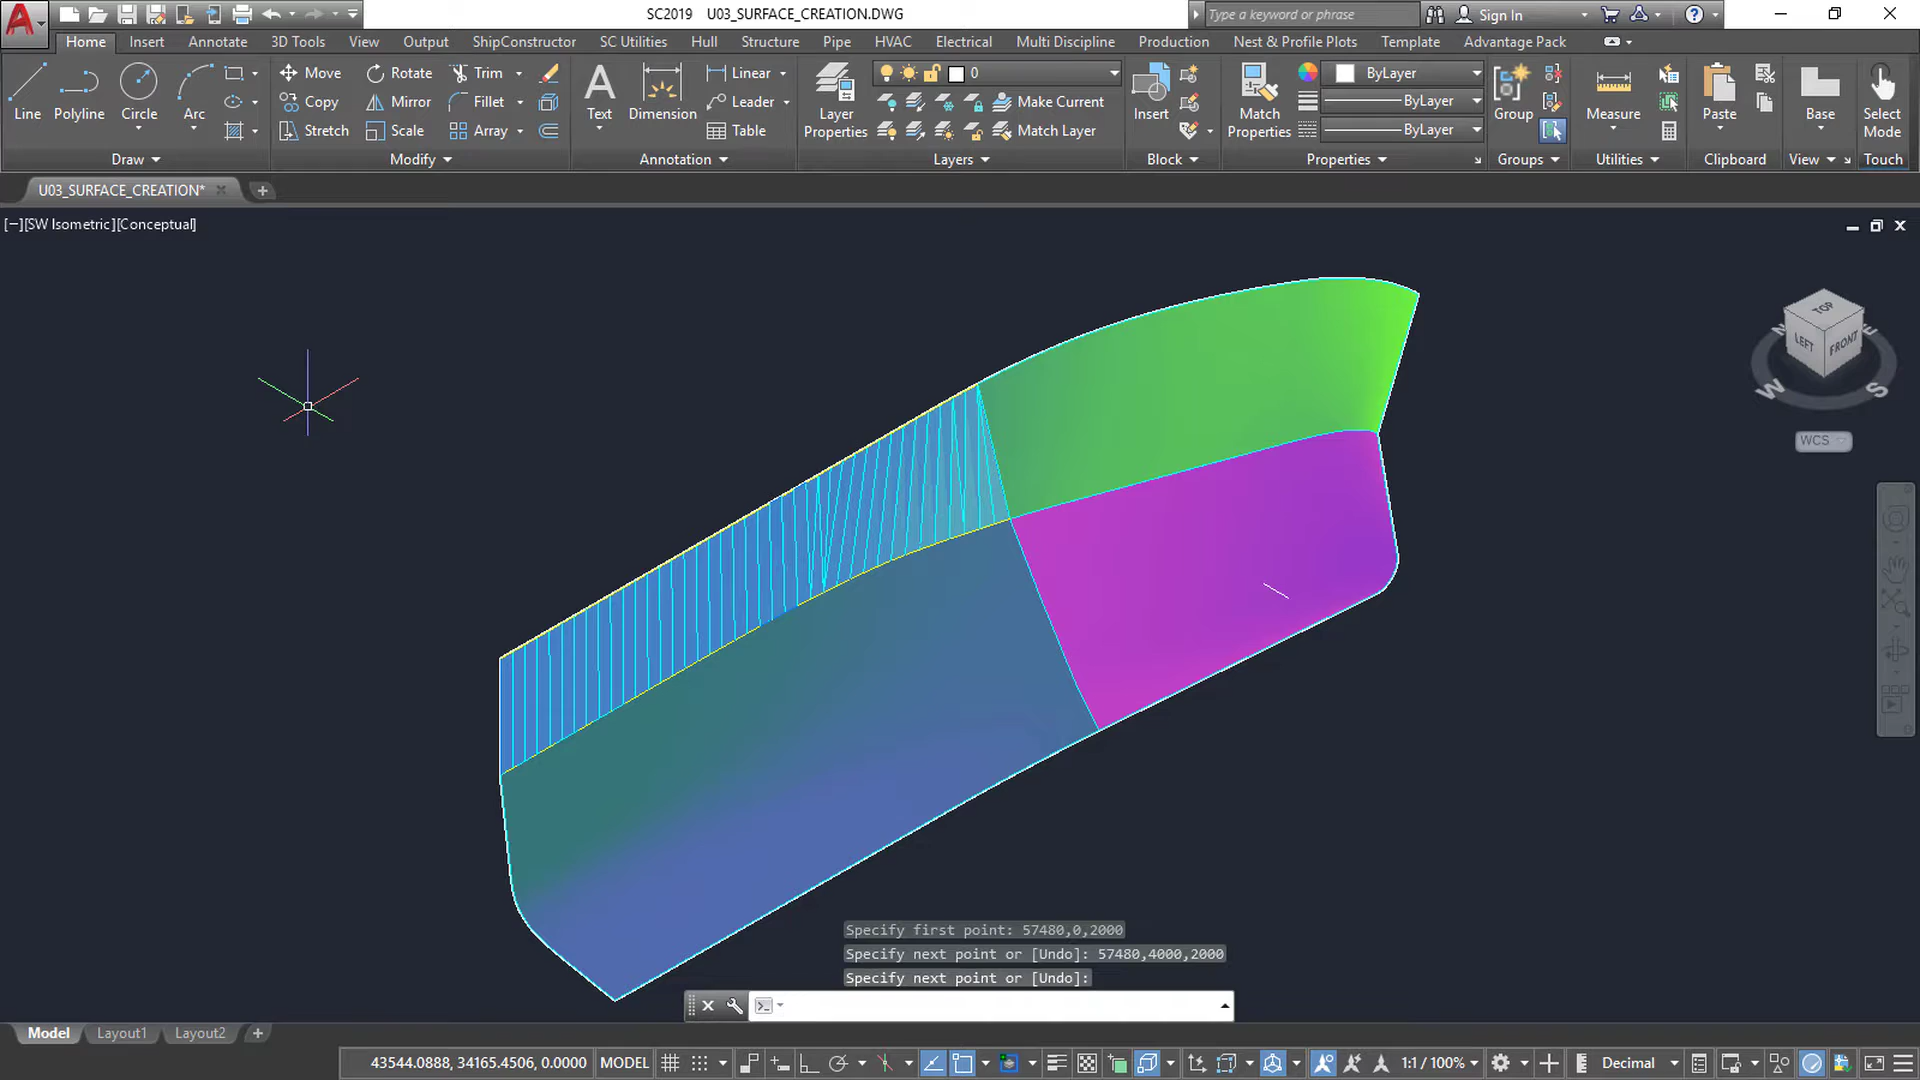 SC2019 U03_SURFACE_CREATION.DWG
Type a keyword or phrase
Sign In
Home Insert Annotate 3D Tools View Output ShipConstructor SC Utilities Hull Structure Pipe HVAC Electrical Multi Discipline Production Nest & Profile Plots Template Advantage Pack
Line
Polyline
Circle
Arc
Move
Rotate
Trim
Copy
Mirror
Fillet
Stretch
Scale
Array
Text
Dimension
Linear
Leader
Table
Layer
Properties
0
Make Current
Match Layer
Insert
Match
Properties
ByLayer
ByLayer
ByLayer
Group
Measure
Paste
Base
Select
Mode
Draw
Modify
Annotation
Layers
Block
Properties
Groups
Utilities
Clipboard
View
Touch
U03_SURFACE_CREATION*
[−][SW Isometric][Conceptual]
TOP
LEFT
FRONT
N
E
W
S
WCS
Specify first point: 57480,0,2000
Specify next point or [Undo]: 57480,4000,2000
Specify next point or [Undo]:
Model Layout1 Layout2 +
43544.0888, 34165.4506, 0.0000 MODEL
1:1 / 100%
Decimal